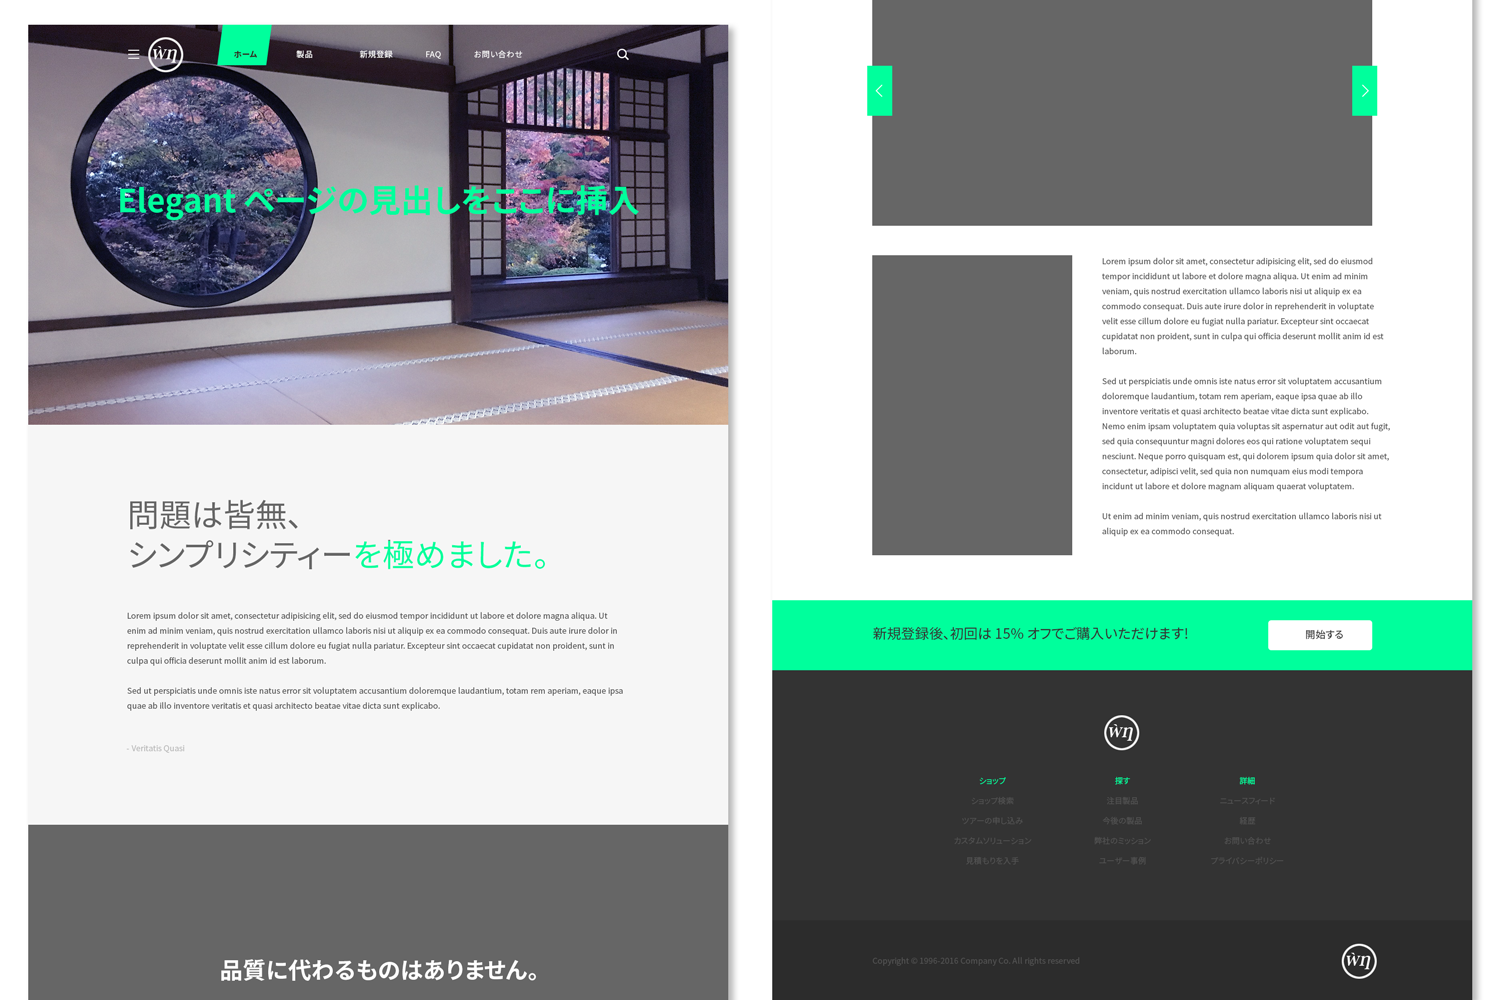 ẁη
ホーム 製品 新規登録 FAQ お問い合わせ
Elegant ページの見出しをここに挿入
問題は皆無、
シンプリシティーを極めました。
Lorem ipsum dolor sit amet, consectetur adipisicing elit, sed do eiusmod tempor incididunt ut labore et dolore magna aliqua. Ut
enim ad minim veniam, quis nostrud exercitation ullamco laboris nisi ut aliquip ex ea commodo consequat. Duis aute irure dolor in
reprehenderit in voluptate velit esse cillum dolore eu fugiat nulla pariatur. Excepteur sint occaecat cupidatat non proident, sunt in
culpa qui officia deserunt mollit anim id est laborum.
Sed ut perspiciatis unde omnis iste natus error sit voluptatem accusantium doloremque laudantium, totam rem aperiam, eaque ipsa
quae ab illo inventore veritatis et quasi architecto beatae vitae dicta sunt explicabo.
- Veritatis Quasi
品質に代わるものはありません。
Lorem ipsum dolor sit amet, consectetur adipisicing elit, sed do eiusmod
tempor incididunt ut labore et dolore magna aliqua. Ut enim ad minim
veniam, quis nostrud exercitation ullamco laboris nisi ut aliquip ex ea
commodo consequat. Duis aute irure dolor in reprehenderit in voluptate
velit esse cillum dolore eu fugiat nulla pariatur. Excepteur sint occaecat
cupidatat non proident, sunt in culpa qui officia deserunt mollit anim id est
laborum.
Sed ut perspiciatis unde omnis iste natus error sit voluptatem accusantium
doloremque laudantium, totam rem aperiam, eaque ipsa quae ab illo
inventore veritatis et quasi architecto beatae vitae dicta sunt explicabo.
Nemo enim ipsam voluptatem quia voluptas sit aspernatur aut odit aut fugit,
sed quia consequuntur magni dolores eos qui ratione voluptatem sequi
nesciunt. Neque porro quisquam est, qui dolorem ipsum quia dolor sit amet,
consectetur, adipisci velit, sed quia non numquam eius modi tempora
incidunt ut labore et dolore magnam aliquam quaerat voluptatem.
Ut enim ad minim veniam, quis nostrud exercitation ullamco laboris nisi ut
aliquip ex ea commodo consequat.
新規登録後、初回は 15% オフでご購入いただけます!
開始する
ẁη
ショップ 探す 詳細
ショップ検索 注目製品 ニュースフィード
ツアーの申し込み 今後の製品 経歴
カスタムソリューション 弊社のミッション お問い合わせ
見積もりを入手 ユーザー事例 プライバシーポリシー
Copyright © 1996-2016 Company Co. All rights reserved
ẁη